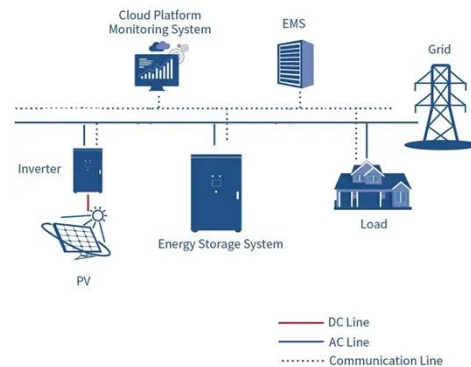 Cloud Platform
Monitoring System
EMS
Grid
Inverter
Energy Storage System
Load
PV
DC Line
AC Line
Communication Line